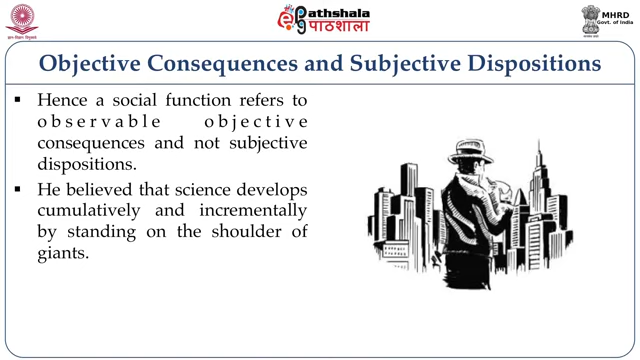 ePathshala
पाठशाला
MHRD
Govt. of India
Objective Consequences and Subjective Dispositions
▪ Hence a social function refers to
observable objective
consequences and not subjective
dispositions.
▪ He believed that science develops
cumulatively and incrementally
by standing on the shoulder of
giants.